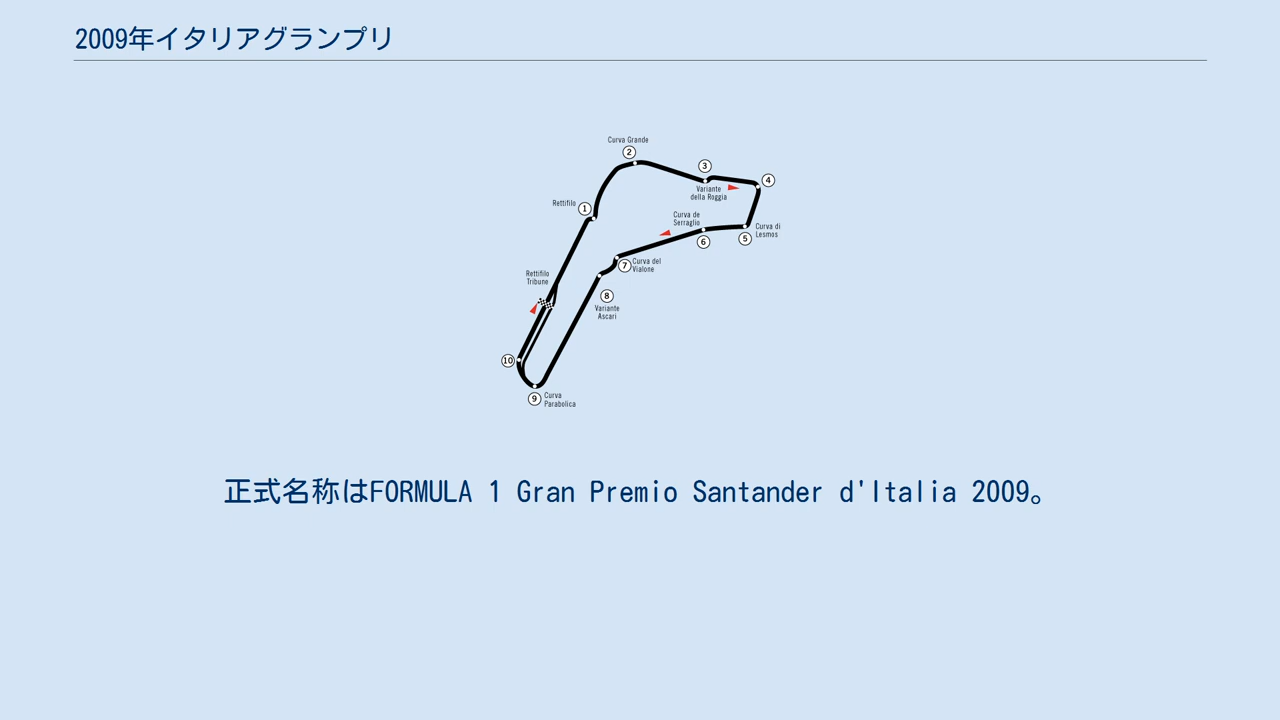 2009年イタリアグランプリ
Curva Grande
2
3
4
Variante
della Roggia
Rettifilo
1
Curva de
Serraglio
Curva di
Lesmos
5
6
7
Curva del
Vialone
Rettifilo
Tribune
8
Variante
Ascari
10
9
Curva
Parabolica
正式名称はFORMULA 1 Gran Premio Santander d'Italia 2009。